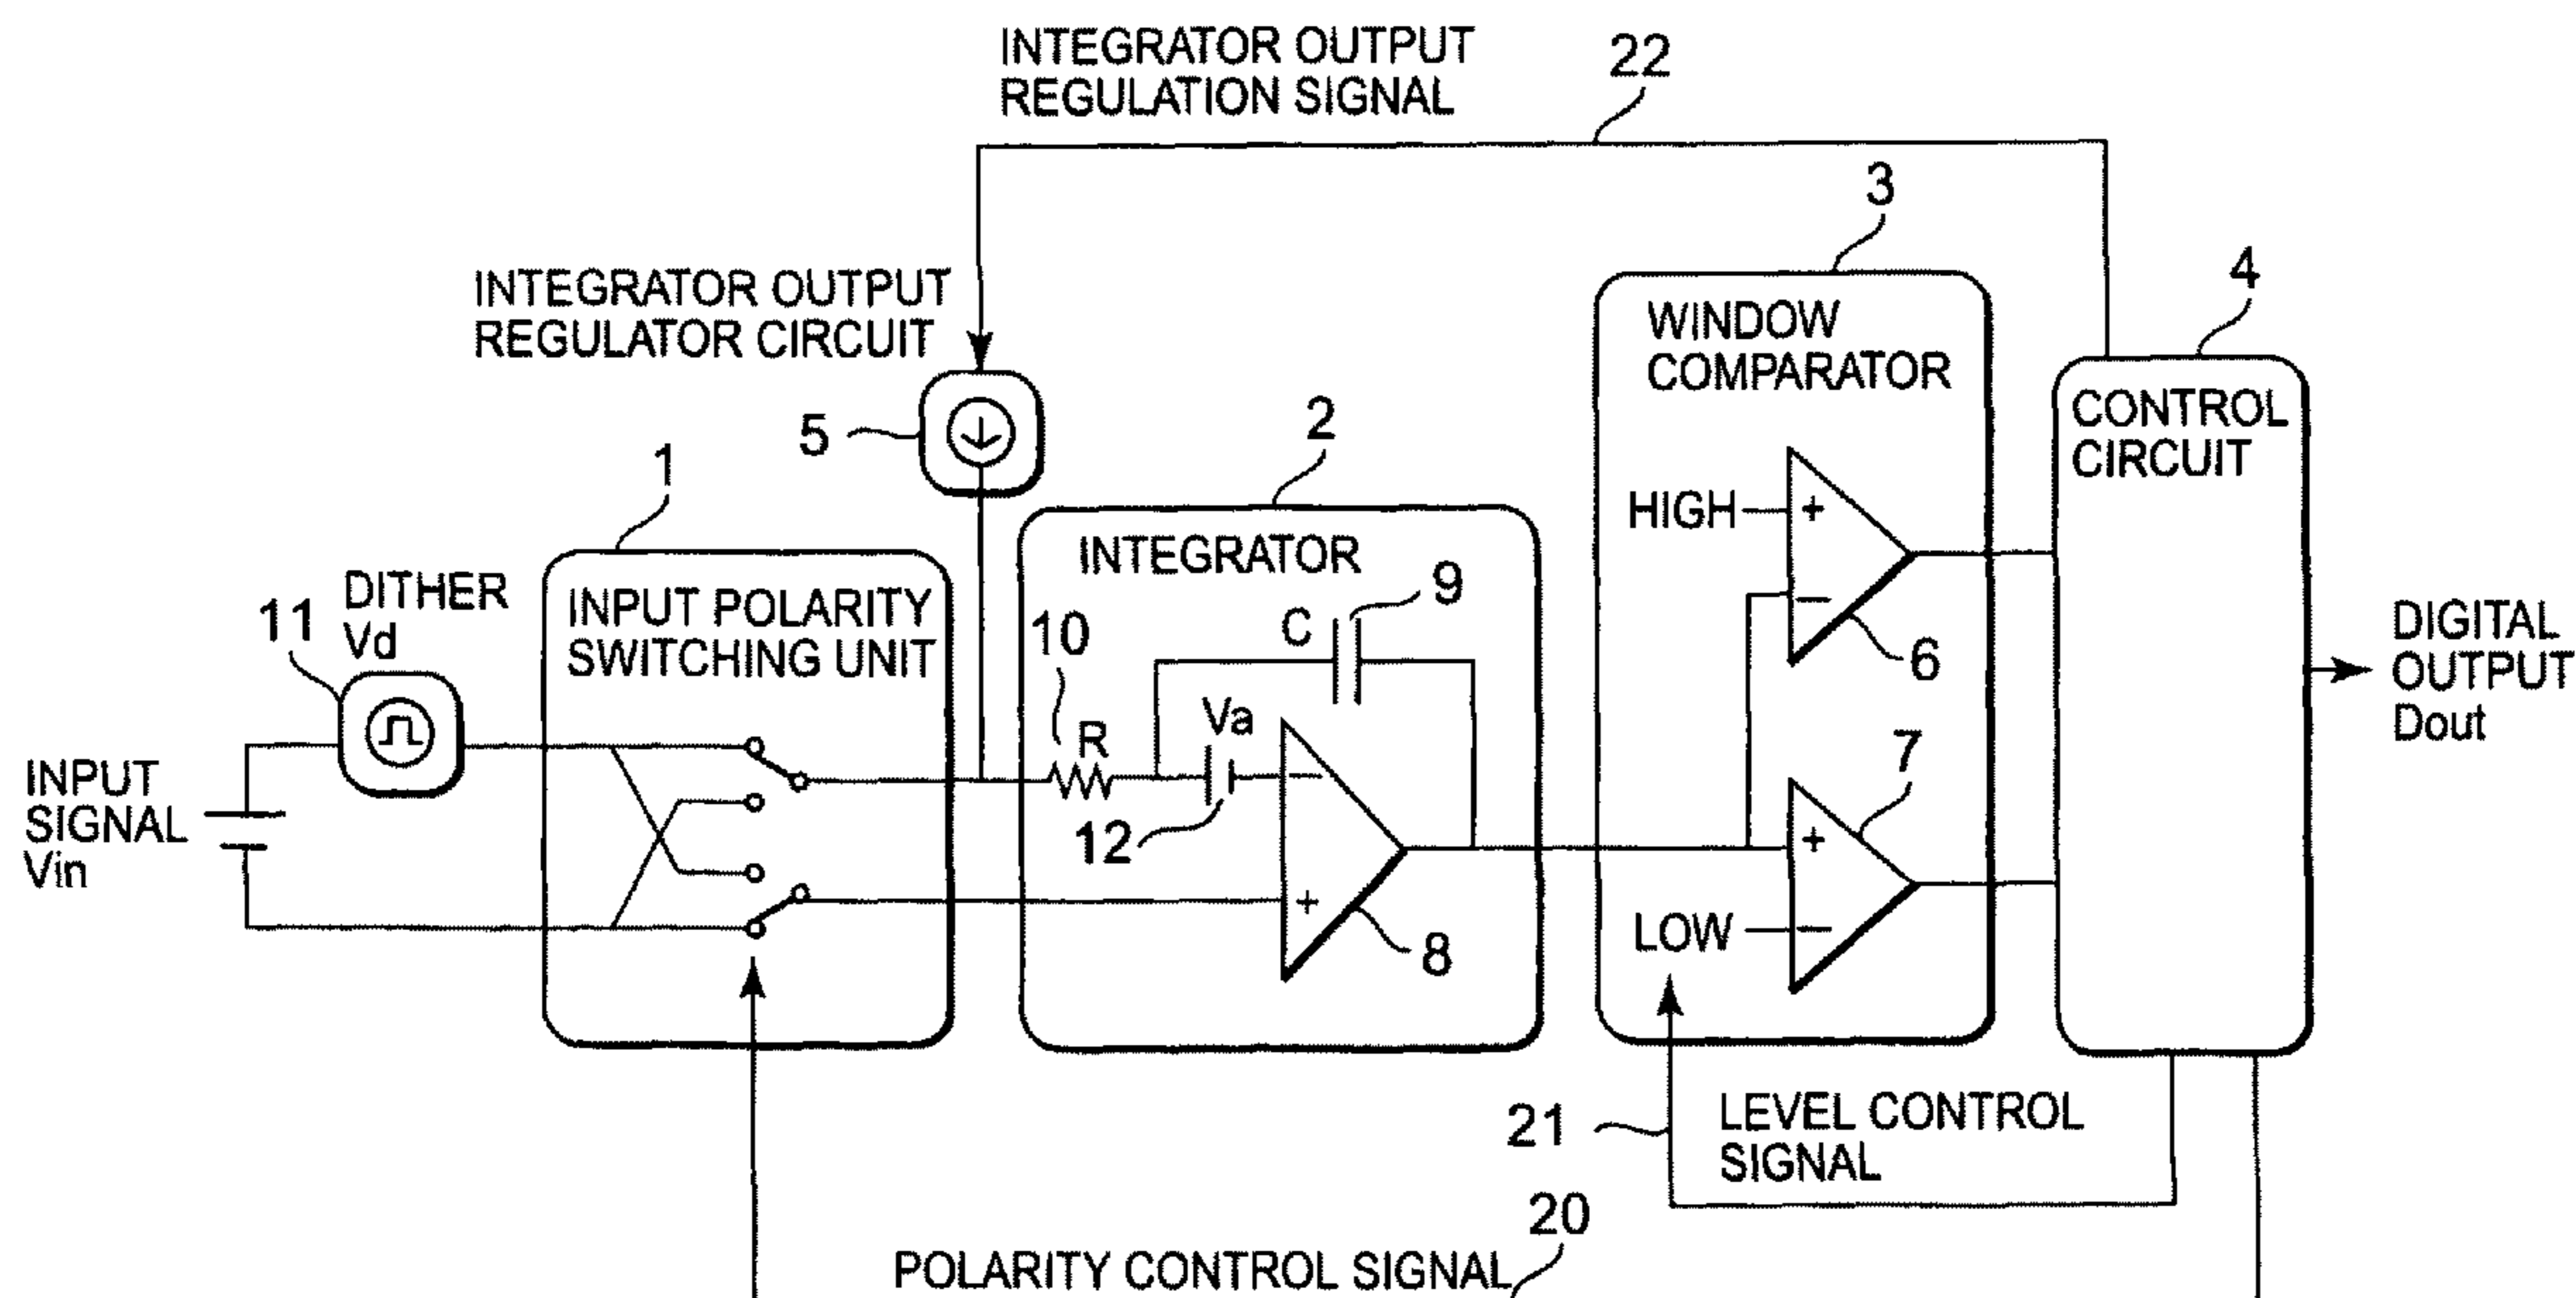 INTEGRATOR OUTPUT
REGULATION SIGNAL
22
3
4
INTEGRATOR OUTPUT
REGULATOR CIRCUIT
5
WINDOW
COMPARATOR
CONTROL
CIRCUIT
1
2
HIGH
+
−
6
INTEGRATOR
DITHER
Vd
11
INPUT POLARITY
SWITCHING UNIT
10
R
C
9
Va
12
−
+
8
INPUT
SIGNAL
Vin
7
+
LOW
−
DIGITAL
OUTPUT
Dout
21
LEVEL CONTROL
SIGNAL
20
POLARITY CONTROL SIGNAL